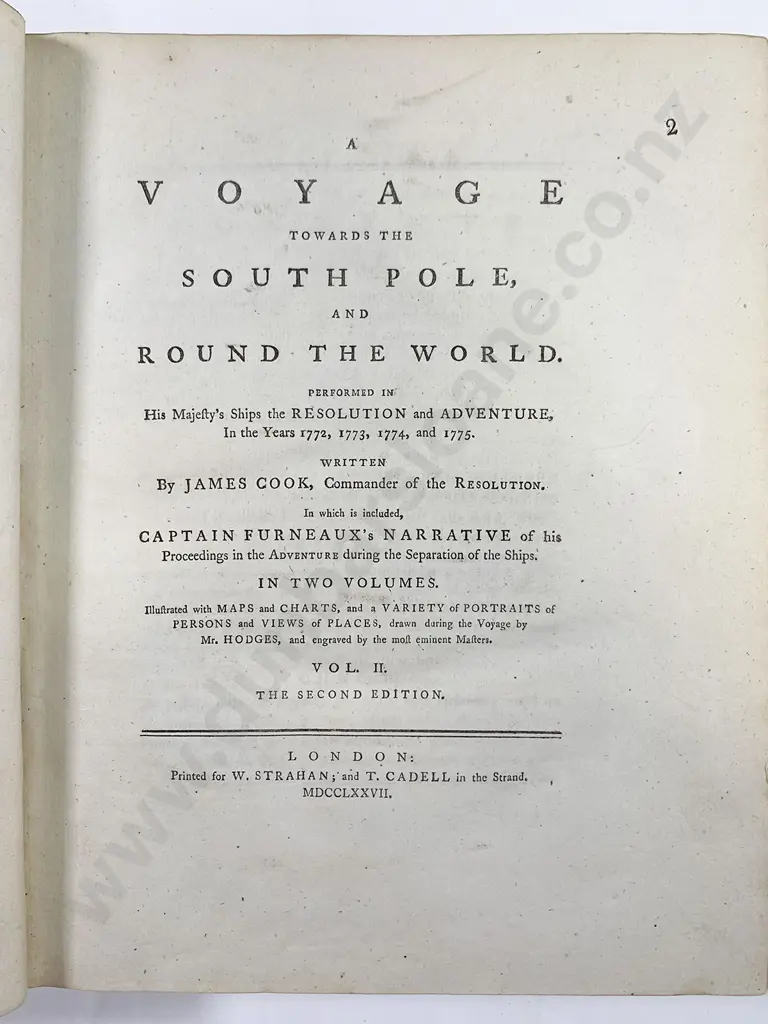 2
A
VOYAGE
TOWARDS THE
SOUTH POLE,
AND
ROUND THE WORLD.
PERFORMED IN
His Majeſty's Ships the RESOLUTION and ADVENTURE,
In the Years 1772, 1773, 1774, and 1775.
WRITTEN
By JAMES COOK, Commander of the RESOLUTION.
In which is included,
CAPTAIN FURNEAUX's NARRATIVE of his
Proceedings in the ADVENTURE during the Separation of the Ships.
IN TWO VOLUMES.
Illuſtrated with MAPS and CHARTS, and a VARIETY of PORTRAITS of
PERSONS and VIEWS of PLACES, drawn during the Voyage by
Mr. HODGES, and engraved by the moſt eminent Maſters.
VOL. II.
THE SECOND EDITION.
LONDON:
Printed for W. STRAHAN; and T. CADELL in the Strand.
MDCCLXXVII.